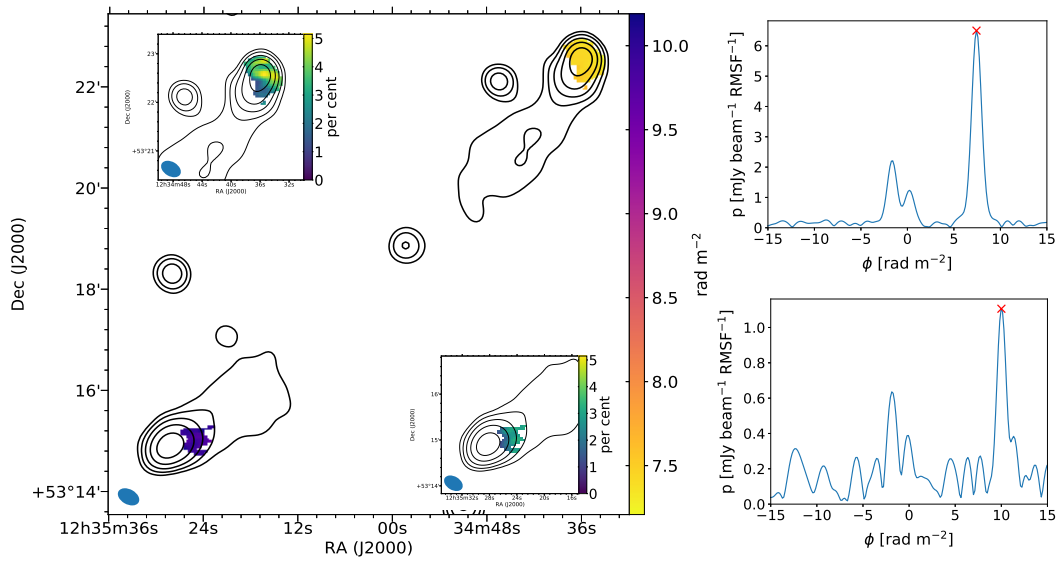 22'
20'
18'
16'
+53°14'
Dec (J2000)
12h35m36s 24s 12s 00s 34m48s 36s
RA (J2000)
23
22
+53°21
Dec (J2000)
12h34m48s 44s 40s 36s 32s
RA (J2000)
5
4
3
2
1
0
per cent
16'
15'
+53°14'
Dec (J2000)
12h35m32s 28s 24s 20s 16s
RA (J2000)
5
4
3
2
1
0
per cent
10.0
9.5
9.0
8.5
8.0
7.5
rad m⁻²
6
5
4
3
2
1
0
p [mJy beam⁻¹ RMSF⁻¹]
−15 −10 −5 0 5 10 15
ϕ [rad m⁻²]
1.0
0.8
0.6
0.4
0.2
0.0
p [mJy beam⁻¹ RMSF⁻¹]
−15 −10 −5 0 5 10 15
ϕ [rad m⁻²]